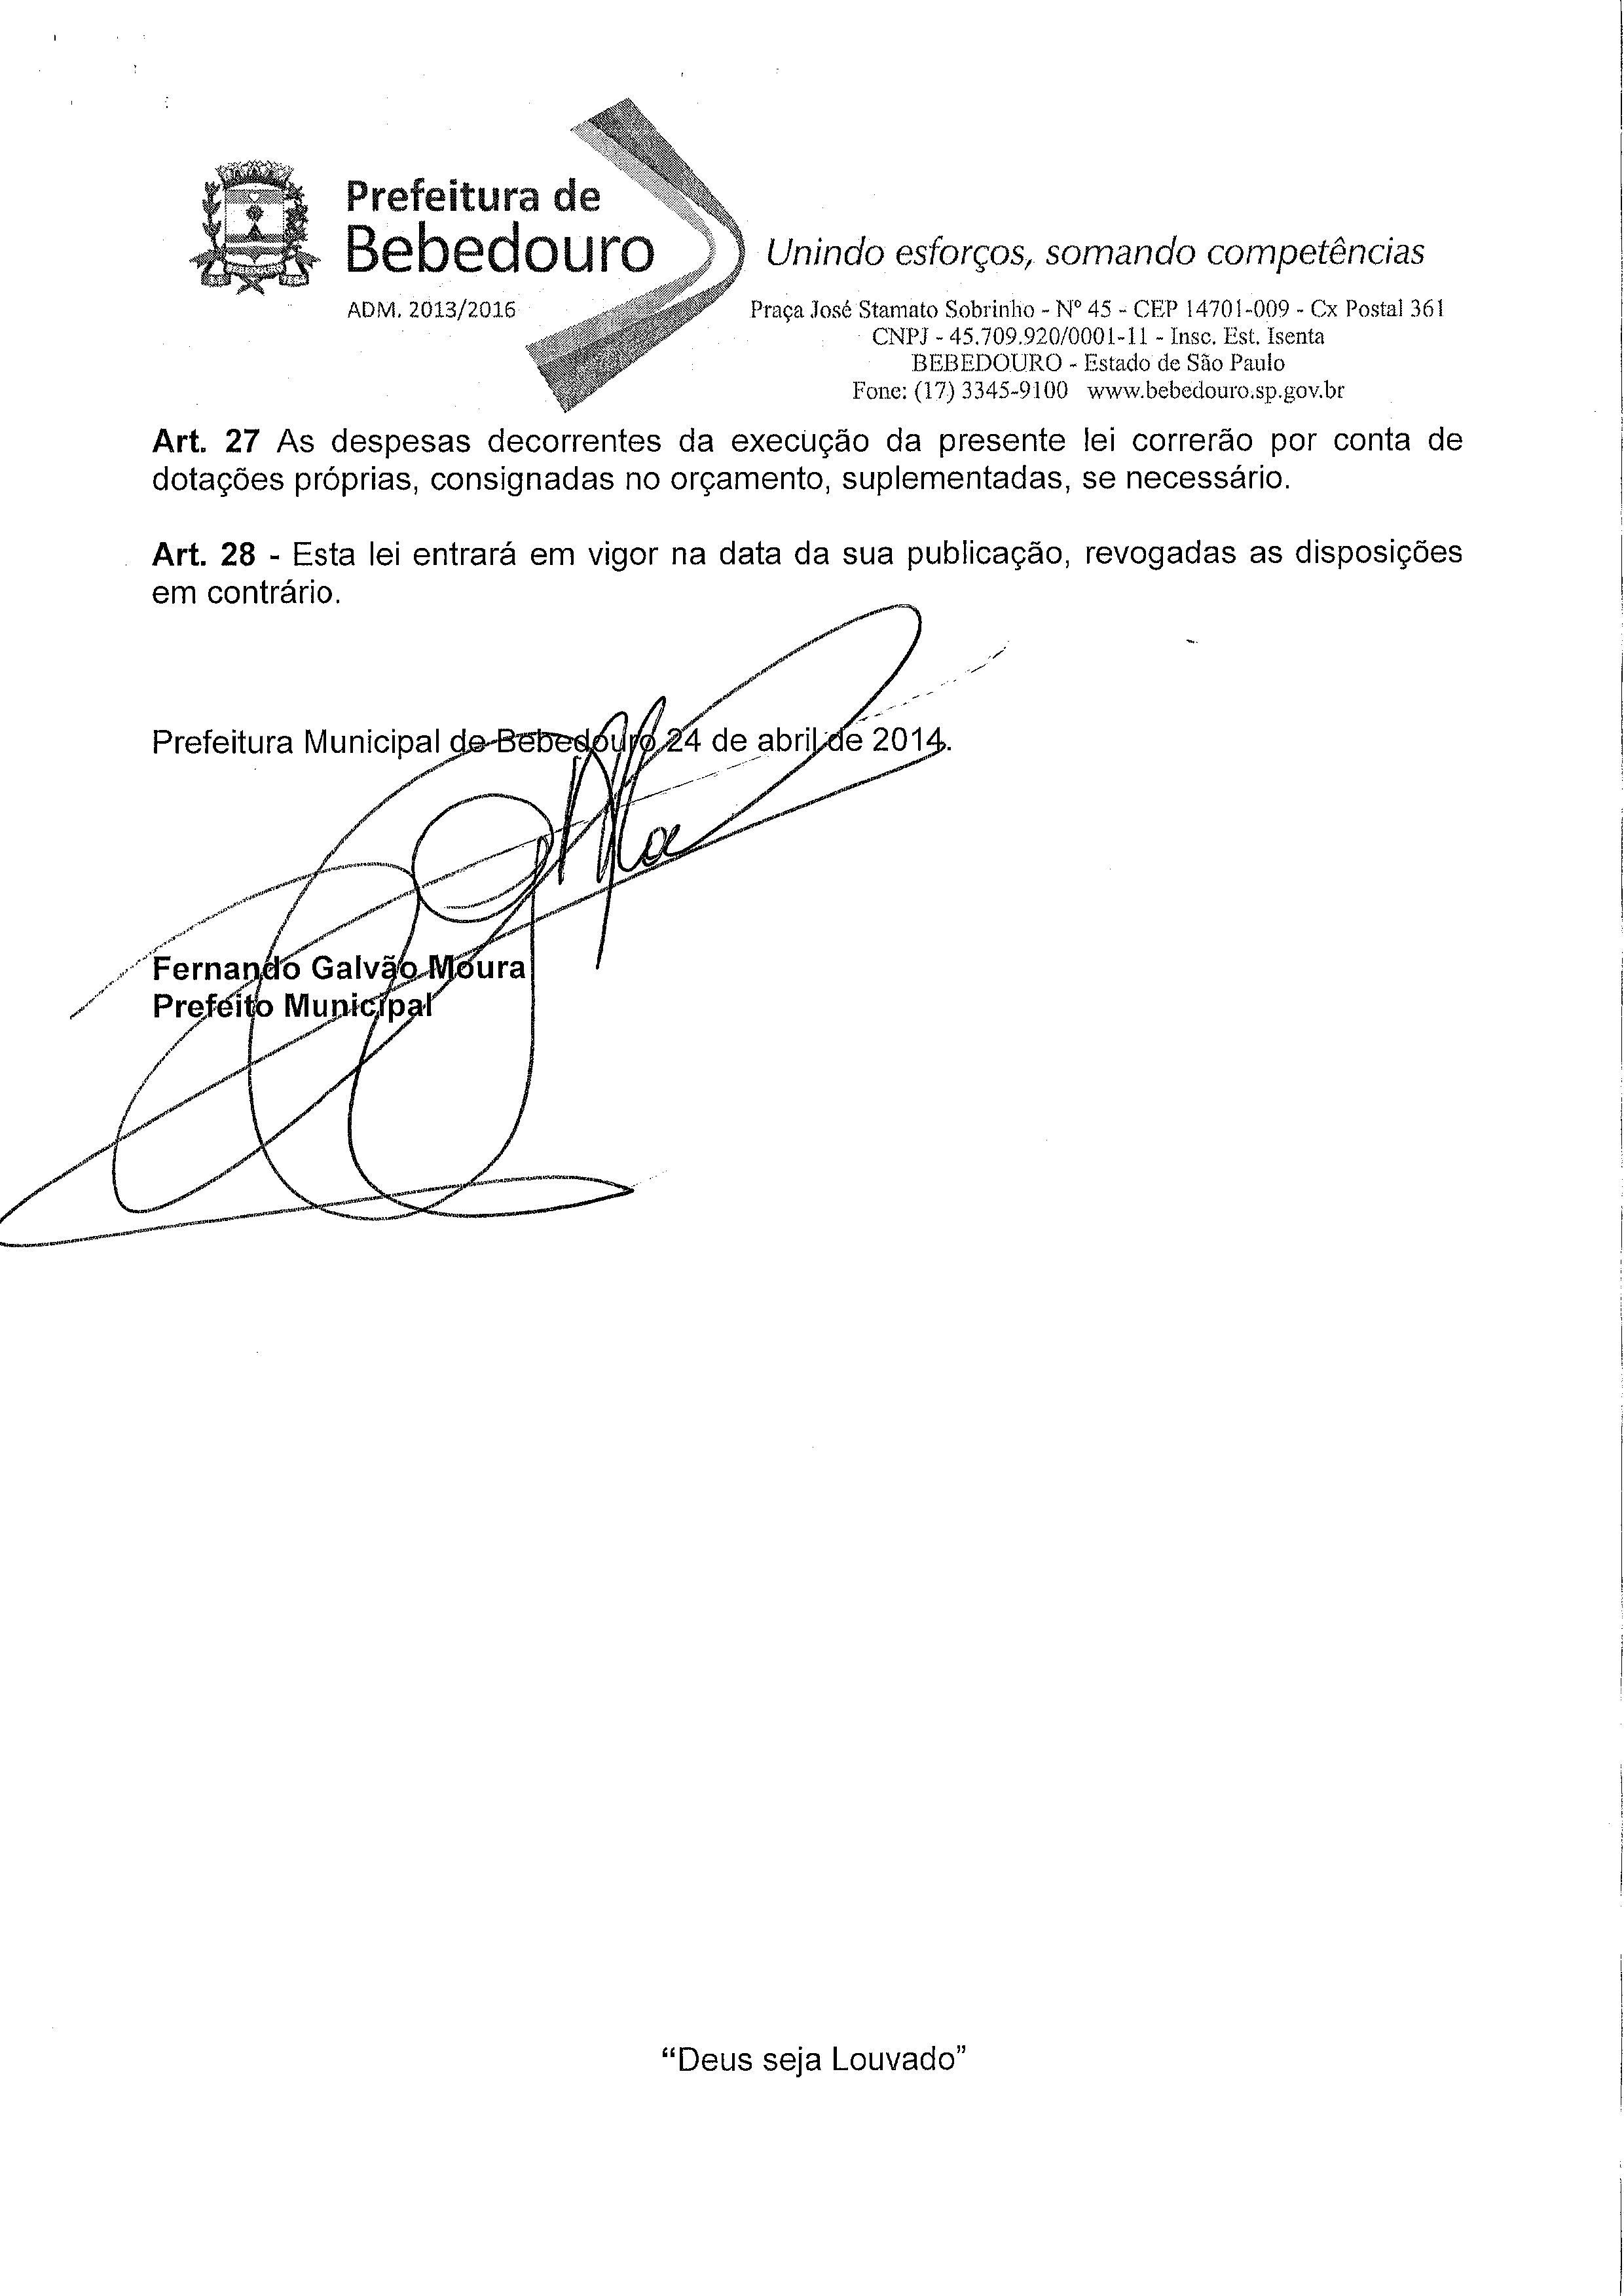 Prefeitura de
Bebedouro
ADM. 2013/2016
Unindo esforços, somando competências
Praça José Stamato Sobrinho - Nº 45 - CEP 14701-009 - Cx Postal 361
CNPJ - 45.709.920/0001-11 - Insc. Est. Isenta
BEBEDOURO - Estado de São Paulo
Fone: (17) 3345-9100 www.bebedouro.sp.gov.br
Art. 27 As despesas decorrentes da execução da presente lei correrão por conta de
dotações próprias, consignadas no orçamento, suplementadas, se necessário.
Art. 28 - Esta lei entrará em vigor na data da sua publicação, revogadas as disposições
em contrário.
Prefeitura Municipal de Bebedouro 24 de abril de 2014.
Fernando Galvão Moura
Prefeito Municipal
“Deus seja Louvado”